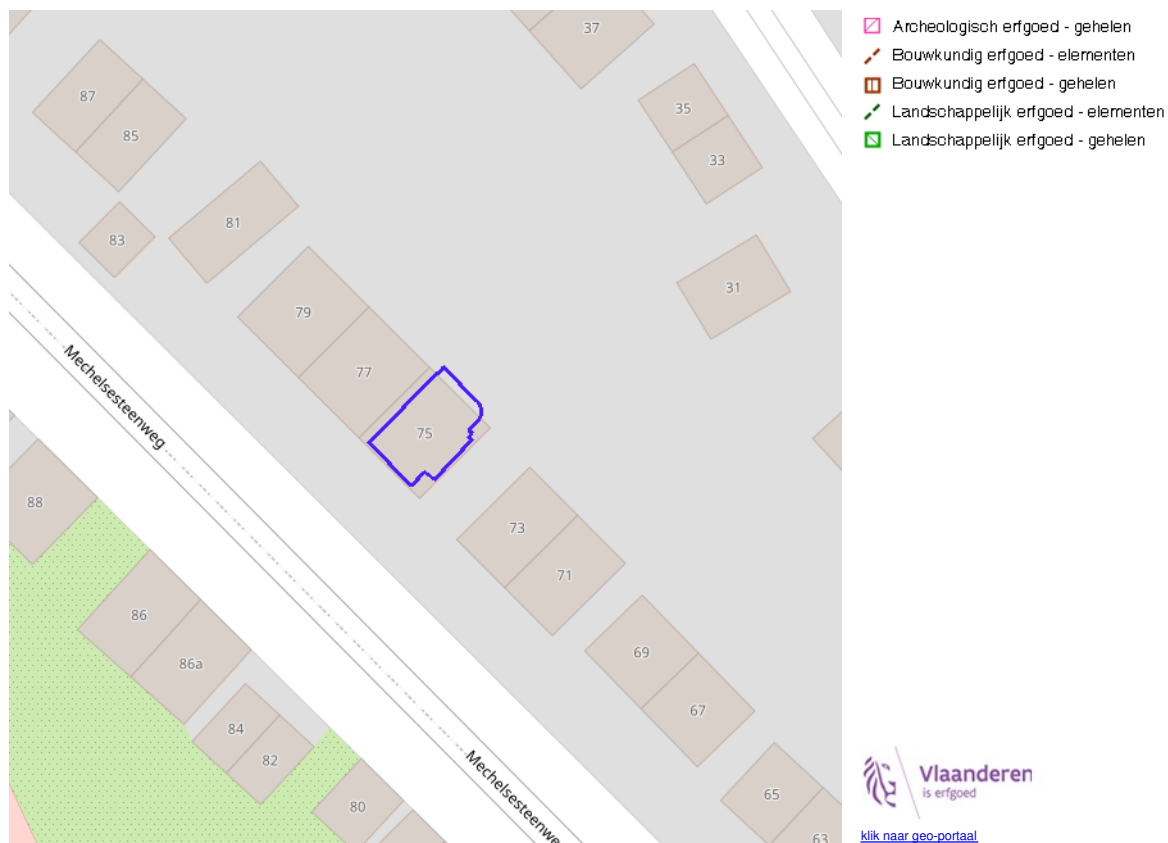 37
87
35
85
33
81
83
31
79
77
75
Mechelsesteenweg
88
73
71
86
86a
69
67
84
82
80
65
63
Mechelsesteenwe
Archeologisch erfgoed - gehelen
Bouwkundig erfgoed - elementen
Bouwkundig erfgoed - gehelen
Landschappelijk erfgoed - elementen
Landschappelijk erfgoed - gehelen
Vlaanderen
is erfgoed
klik naar geo-portaal